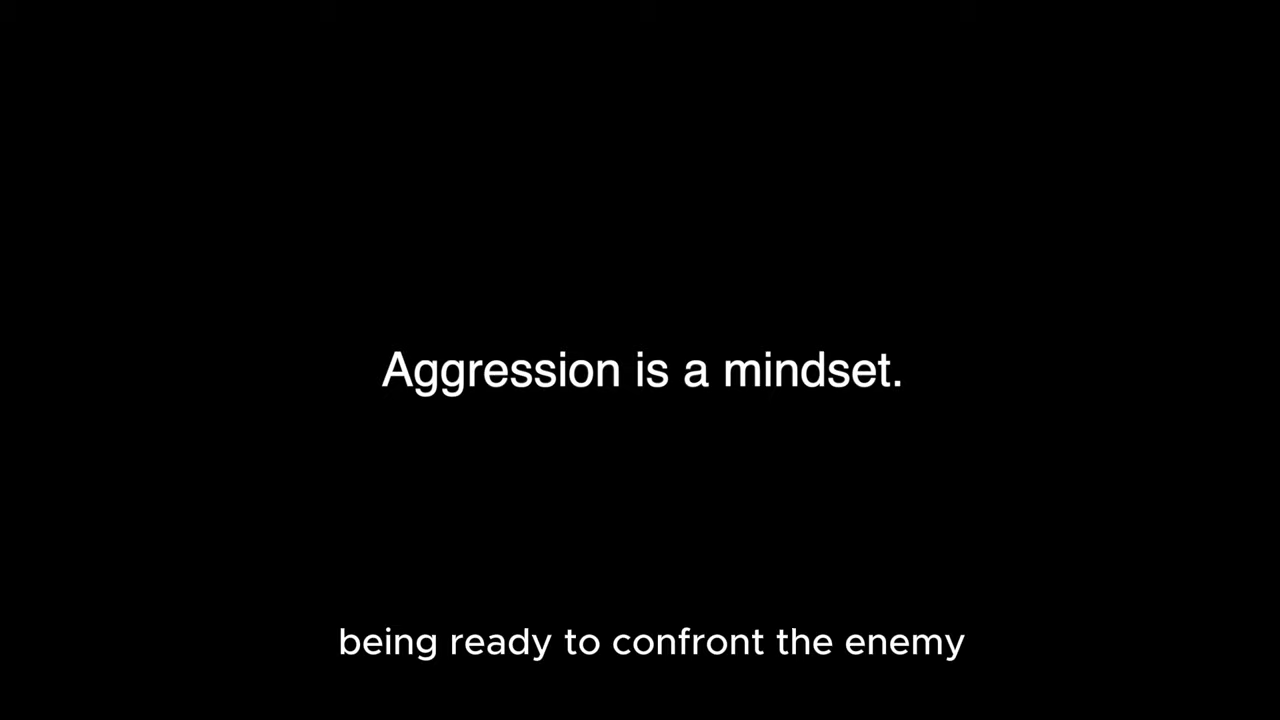 Aggression is a mindset.
being ready to confront the enemy